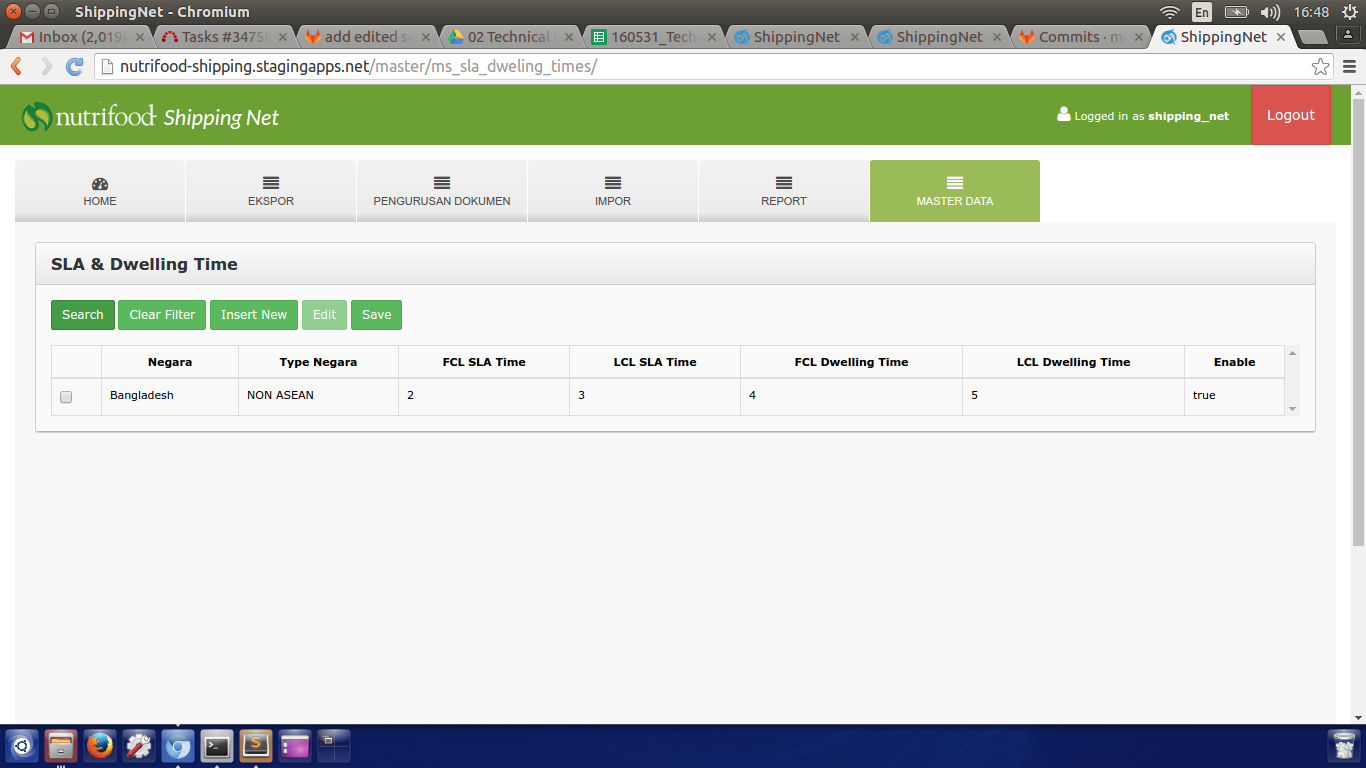 ShippingNet - Chromium
En
16:48
Inbox (2,019)
Tasks #3475
add edited se
02 Technical
160531_Tech
ShippingNet
ShippingNet
Commits · m
ShippingNet
nutrifood-shipping.stagingapps.net/master/ms_sla_dweling_times/
nutrifood Shipping Net
Logged in as shipping_net
Logout
HOME
EKSPOR
PENGURUSAN DOKUMEN
IMPOR
REPORT
MASTER DATA
SLA & Dwelling Time
Search
Clear Filter
Insert New
Edit
Save
Negara
Type Negara
FCL SLA Time
LCL SLA Time
FCL Dwelling Time
LCL Dwelling Time
Enable
Bangladesh
NON ASEAN
2
3
4
5
true